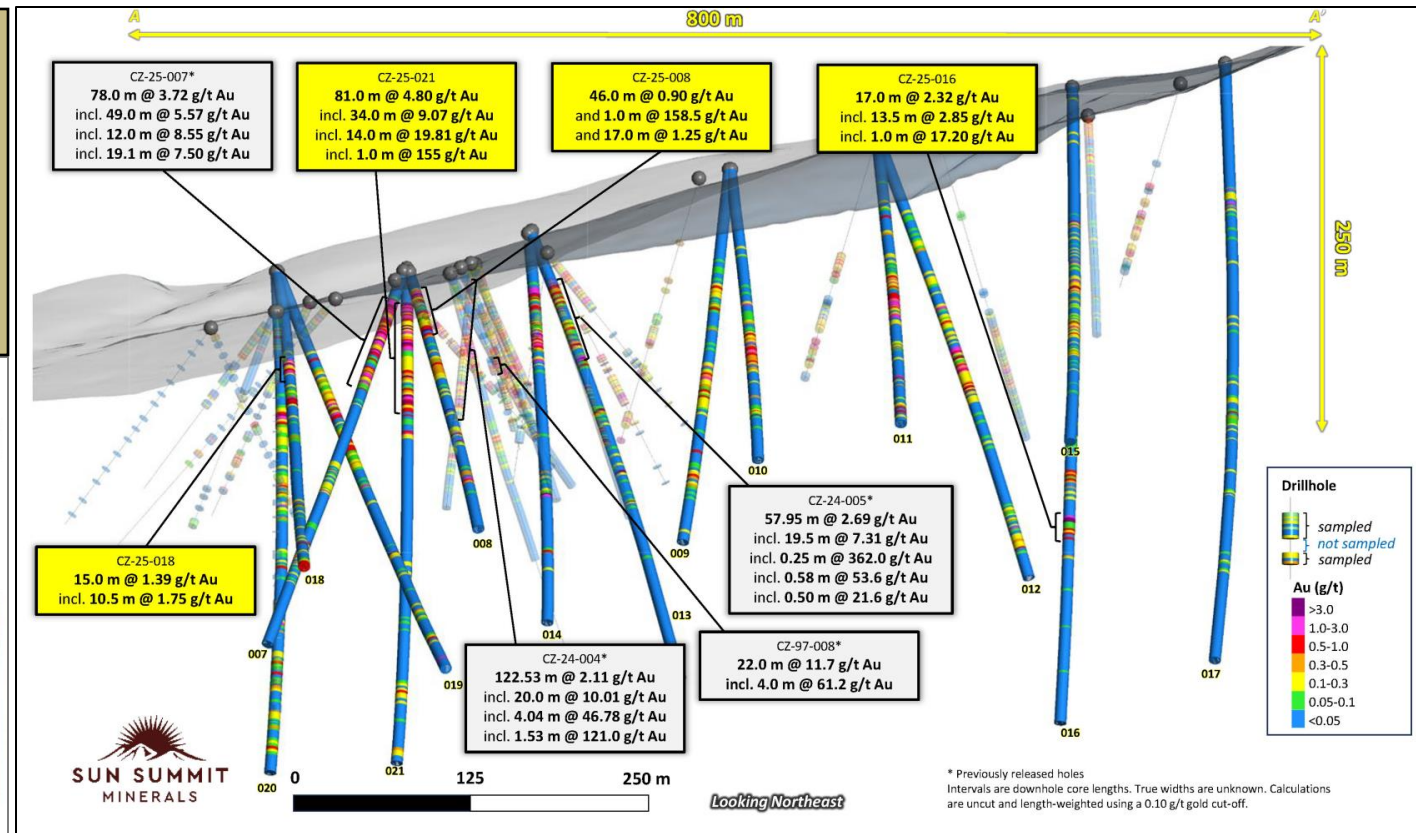 A
800 m
A'
CZ-25-007*
78.0 m @ 3.72 g/t Au
incl. 49.0 m @ 5.57 g/t Au
incl. 12.0 m @ 8.55 g/t Au
incl. 19.1 m @ 7.50 g/t Au
CZ-25-021
81.0 m @ 4.80 g/t Au
incl. 34.0 m @ 9.07 g/t Au
incl. 14.0 m @ 19.81 g/t Au
incl. 1.0 m @ 155 g/t Au
CZ-25-008
46.0 m @ 0.90 g/t Au
and 1.0 m @ 158.5 g/t Au
and 17.0 m @ 1.25 g/t Au
CZ-25-016
17.0 m @ 2.32 g/t Au
incl. 13.5 m @ 2.85 g/t Au
incl. 1.0 m @ 17.20 g/t Au
250 m
011
015
010
008
009
018
012
013
014
007
019
017
016
021
020
CZ-25-018
15.0 m @ 1.39 g/t Au
incl. 10.5 m @ 1.75 g/t Au
CZ-24-005*
57.95 m @ 2.69 g/t Au
incl. 19.5 m @ 7.31 g/t Au
incl. 0.25 m @ 362.0 g/t Au
incl. 0.58 m @ 53.6 g/t Au
incl. 0.50 m @ 21.6 g/t Au
CZ-97-008*
22.0 m @ 11.7 g/t Au
incl. 4.0 m @ 61.2 g/t Au
CZ-24-004*
122.53 m @ 2.11 g/t Au
incl. 20.0 m @ 10.01 g/t Au
incl. 4.04 m @ 46.78 g/t Au
incl. 1.53 m @ 121.0 g/t Au
Drillhole
sampled
not sampled
sampled
Au (g/t)
>3.0
1.0-3.0
0.5-1.0
0.3-0.5
0.1-0.3
0.05-0.1
<0.05
SUN SUMMIT
MINERALS
0 125 250 m
Looking Northeast
* Previously released holes
Intervals are downhole core lengths. True widths are unknown. Calculations
are uncut and length-weighted using a 0.10 g/t gold cut-off.